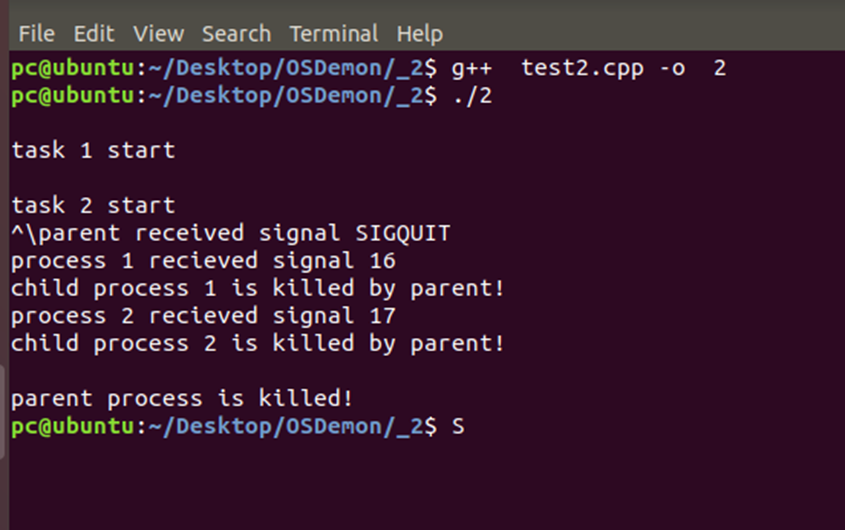 File Edit View Search Terminal Help
pc@ubuntu:~/Desktop/OSDemon/_2$ g++  test2.cpp -o  2
pc@ubuntu:~/Desktop/OSDemon/_2$ ./2
task 1 start
task 2 start
^\parent received signal SIGQUIT
process 1 recieved signal 16
child process 1 is killed by parent!
process 2 recieved signal 17
child process 2 is killed by parent!
parent process is killed!
pc@ubuntu:~/Desktop/OSDemon/_2$ S